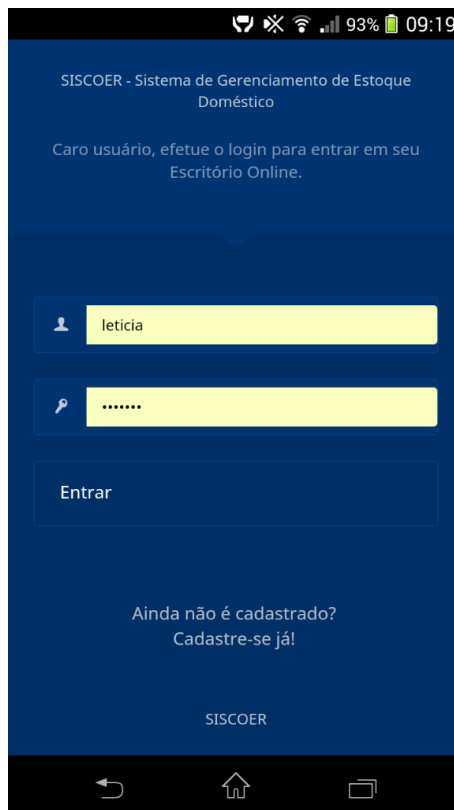 93% 09:19
SISCOER - Sistema de Gerenciamento de Estoque
Doméstico
Caro usuário, efetue o login para entrar em seu
Escritório Online.
leticia
•••••••
Entrar
Ainda não é cadastrado?
Cadastre-se já!
SISCOER